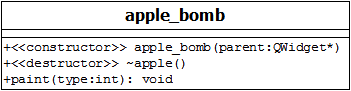 apple_bomb
+<<constructor>> apple_bomb(parent:QWidget*)
+<<destructor>> ~apple()
+paint(type:int): void